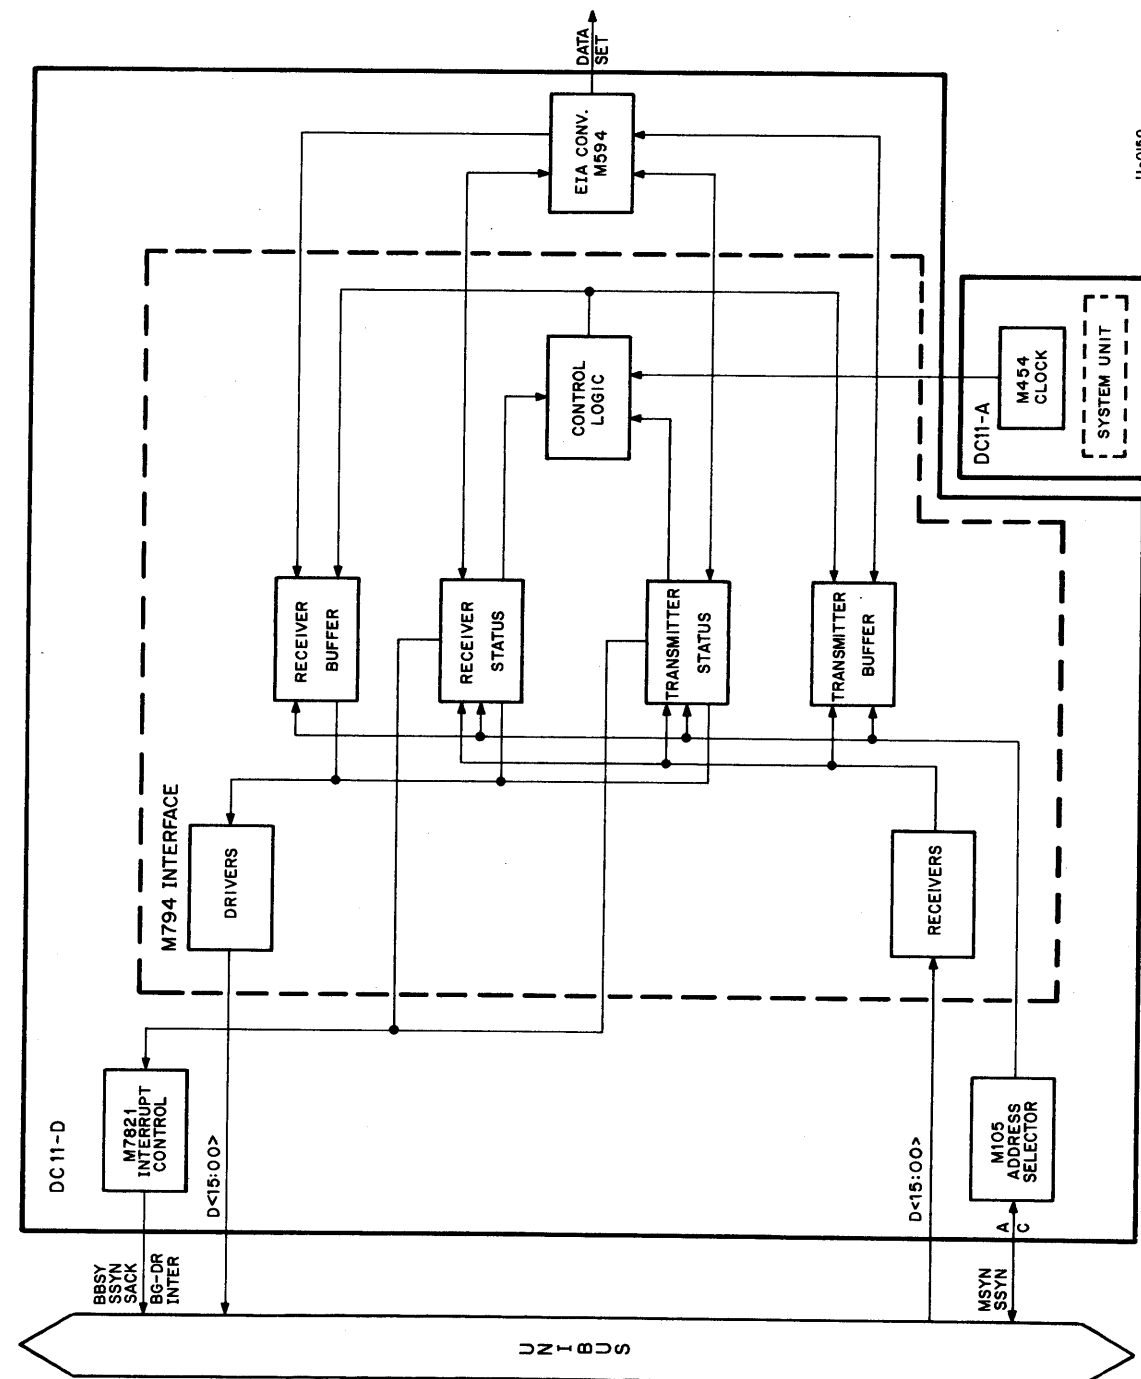 DC11-D
M7821
INTERRUPT
CONTROL
BBSY
SSYN
SACK
BG-DR
INTER
D<15:00>
M794 INTERFACE
DRIVERS
RECEIVER
BUFFER
RECEIVER
STATUS
TRANSMITTER
STATUS
TRANSMITTER
BUFFER
CONTROL
LOGIC
EIA CONV.
M594
DATA
SET
RECEIVERS
D<15:00>
M105
ADDRESS
SELECTOR
A
C
MSYN
SSYN
DC11-A
M454
CLOCK
SYSTEM UNIT
UNIBUS